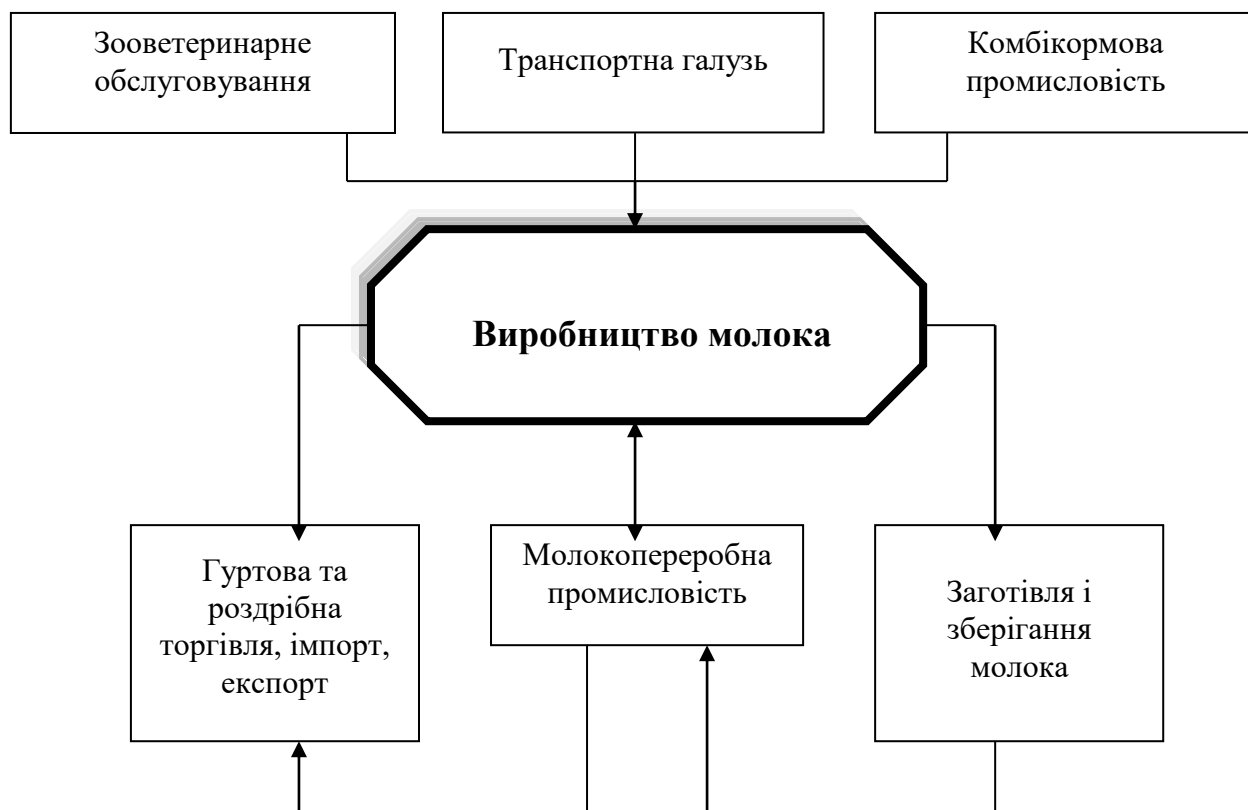 Зооветеринарне
обслуговування
Транспортна галузь
Комбікормова
промисловість
Виробництво молока
Гуртова та
роздрібна
торгівля, імпорт,
експорт
Молокопереробна
промисловість
Заготівля і
зберігання
молока